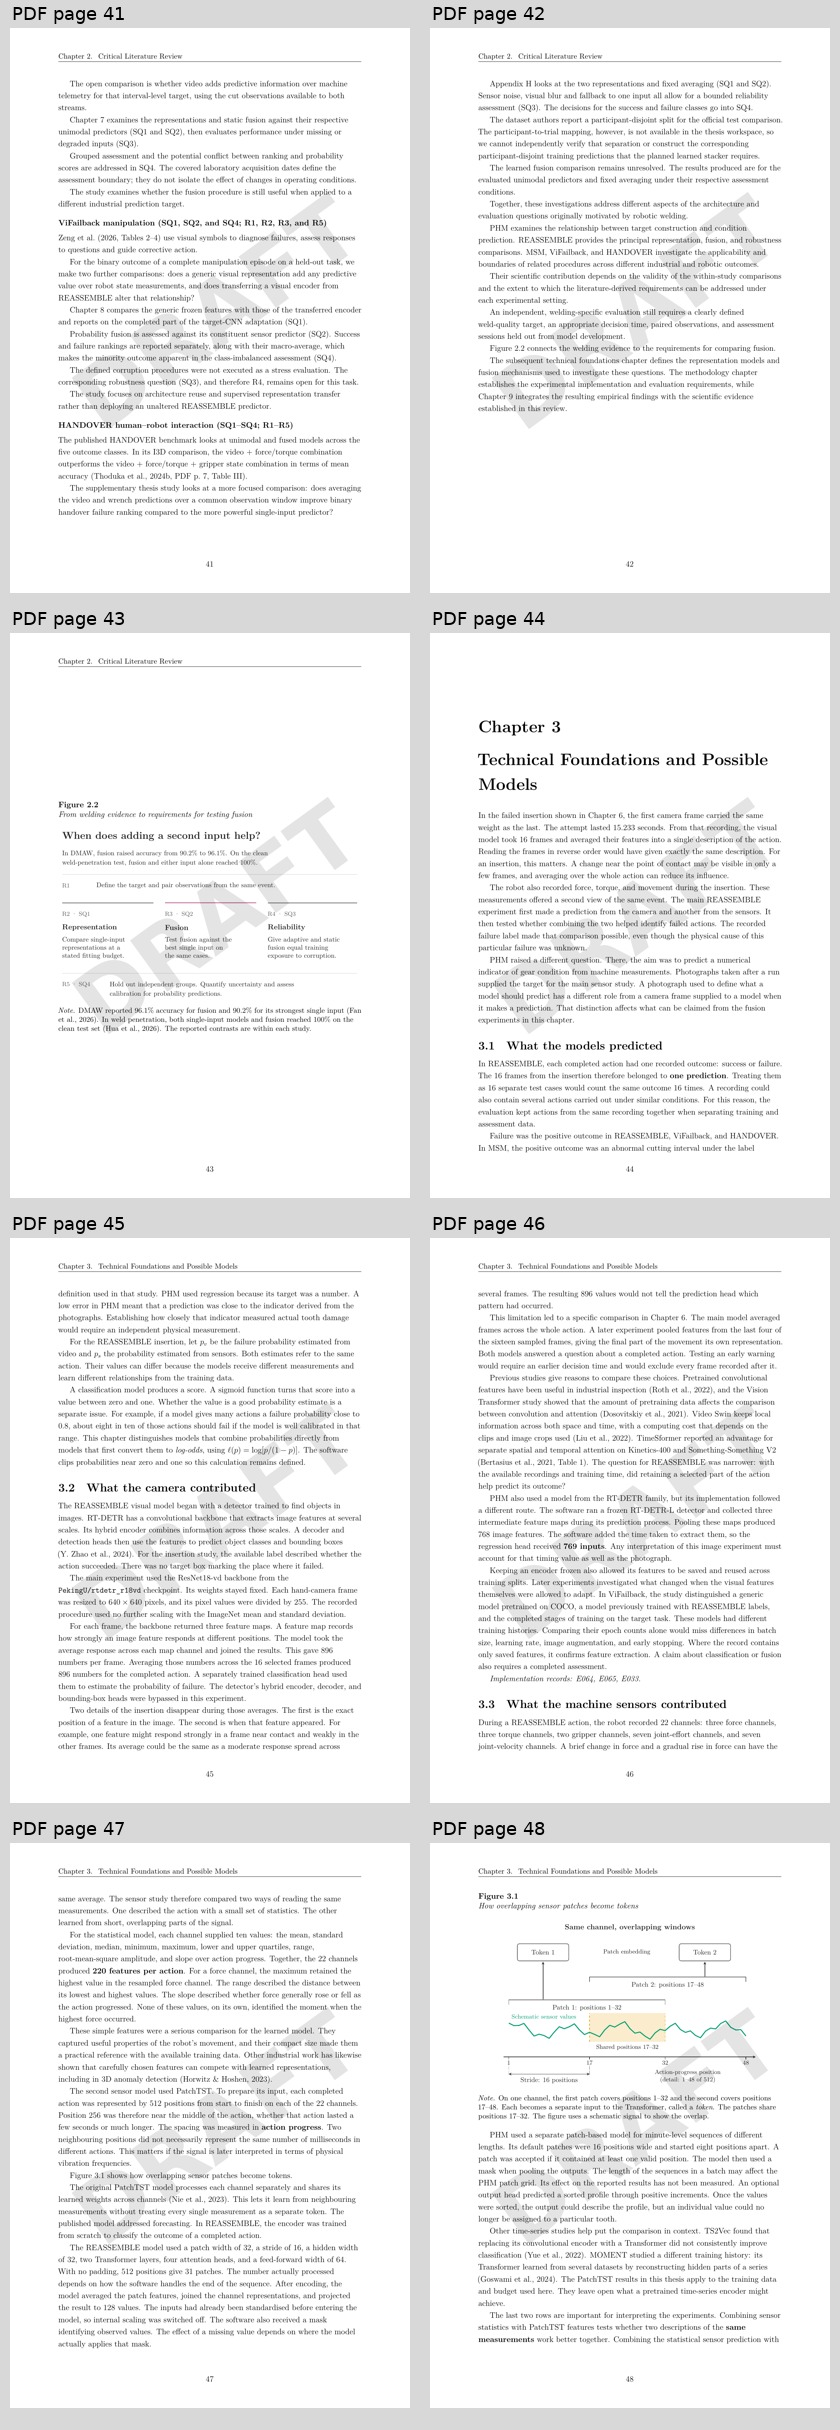 PDF page 41
Chapter 2. Critical Literature Review
The open comparison is whether video adds predictive information over machine
telemetry for that interval-level target, using the cut observations available to both
streams.
Chapter 7 examines the representations and static fusion against their respective
unimodal predictors (SQ1 and SQ2), then evaluates performance under missing or
degraded inputs (SQ3).
Grouped assessment and the potential conflict between ranking and probability
scores are addressed in SQ4. The covered laboratory acquisition dates define the
assessment boundary; they do not isolate the effect of changes in operating conditions.
The study examines whether the fusion procedure is still useful when applied to a
different industrial prediction target.
ViFailback manipulation (SQ1, SQ2, and SQ4; R1, R2, R3, and R5)
Zeng et al. (2026, Tables 2–4) use visual symbols to diagnose failures, assess responses
to questions and guide corrective action.
For the binary outcome of a complete manipulation episode on a held-out task, we
make two further comparisons: does a generic visual representation add any predictive
value over robot state measurements, and does transferring a visual encoder from
REASSEMBLE alter that relationship?
Chapter 8 compares the generic frozen features with those of the transferred encoder
and reports on the completed part of the target-CNN adaptation (SQ1).
Probability fusion is assessed against its constituent sensor predictor (SQ2). Success
and failure rankings are reported separately, along with their macro-average, which
makes the minority outcome apparent in the class-imbalanced assessment (SQ4).
The defined corruption procedures were not executed as a stress evaluation. The
corresponding robustness question (SQ3), and therefore R4, remains open for this task.
The study focuses on architecture reuse and supervised representation transfer
rather than deploying an unaltered REASSEMBLE predictor.
HANDOVER human–robot interaction (SQ1–SQ4; R1–R5)
The published HANDOVER benchmark looks at unimodal and fused models across the
five outcome classes. In its I3D comparison, the video + force/torque combination
outperforms the video + force/torque + gripper state combination in terms of mean
accuracy (Thoduka et al., 2024b, PDF p. 7, Table III).
The supplementary thesis study looks at a more focused comparison: does averaging
the video and wrench predictions over a common observation window improve binary
handover failure ranking compared to the more powerful single-input predictor?
41
PDF page 42
Chapter 2. Critical Literature Review
Appendix H looks at the two representations and fixed averaging (SQ1 and SQ2).
Sensor noise, visual blur and fallback to one input all allow for a bounded reliability
assessment (SQ3). The decisions for the success and failure classes go into SQ4.
The dataset authors report a participant-disjoint split for the official test comparison.
The participant-to-trial mapping, however, is not available in the thesis workspace, so
we cannot independently verify that separation or construct the corresponding
participant-disjoint training predictions that the planned learned stacker requires.
The learned fusion comparison remains unresolved. The results produced are for the
evaluated unimodal predictors and fixed averaging under their respective assessment
conditions.
Together, these investigations address different aspects of the architecture and
evaluation questions originally motivated by robotic welding.
PHM examines the relationship between target construction and condition
prediction. REASSEMBLE provides the principal representation, fusion, and robustness
comparisons. MSM, ViFailback, and HANDOVER investigate the applicability and
boundaries of related procedures across different industrial and robotic outcomes.
Their scientific contribution depends on the validity of the within-study comparisons
and the extent to which the literature-derived requirements can be addressed under
each experimental setting.
An independent, welding-specific evaluation still requires a clearly defined
weld-quality target, an appropriate decision time, paired observations, and assessment
sessions held out from model development.
Figure 2.2 connects the welding evidence to the requirements for comparing fusion.
The subsequent technical foundations chapter defines the representation models and
fusion mechanisms used to investigate these questions. The methodology chapter
establishes the experimental implementation and evaluation requirements, while
Chapter 9 integrates the resulting empirical findings with the scientific evidence
established in this review.
42
PDF page 43
Chapter 2. Critical Literature Review
Figure 2.2
From welding evidence to requirements for testing fusion
When does adding a second input help?
In DMAW, fusion raised accuracy from 90.2% to 96.1%. On the clean
weld-penetration test, fusion and either input alone reached 100%.
R1 Define the target and pair observations from the same event.
R2 · SQ1 R3 · SQ2 R4 · SQ3
Representation Fusion Reliability
Compare single-input Test fusion against the Give adaptive and static
representations at a best single input on fusion equal training
stated fitting budget. the same cases. exposure to corruption.
R5 · SQ4 Hold out independent groups. Quantify uncertainty and assess
calibration for probability predictions.
Note. DMAW reported 96.1% accuracy for fusion and 90.2% for its strongest single input (Fan
et al., 2026). In weld penetration, both single-input models and fusion reached 100% on the
clean test set (Hua et al., 2026). The reported contrasts are within each study.
43
PDF page 44
Chapter 3
Technical Foundations and Possible
Models
In the failed insertion shown in Chapter 6, the first camera frame carried the same
weight as the last. The attempt lasted 15.233 seconds. From that recording, the visual
model took 16 frames and averaged their features into a single description of the action.
Reading the frames in reverse order would have given exactly the same description. For
an insertion, this matters. A change near the point of contact may be visible in only a
few frames, and averaging over the whole action can reduce its influence.
The robot also recorded force, torque, and movement during the insertion. These
measurements offered a second view of the same event. The main REASSEMBLE
experiment first made a prediction from the camera and another from the sensors. It
then tested whether combining the two helped identify failed actions. The recorded
failure label made that comparison possible, even though the physical cause of this
particular failure was unknown.
PHM raised a different question. There, the aim was to predict a numerical
indicator of gear condition from machine measurements. Photographs taken after a run
supplied the target for the main sensor study. A photograph used to define what a
model should predict has a different role from a camera frame supplied to a model when
it makes a prediction. That distinction affects what can be claimed from the fusion
experiments in this chapter.
3.1 What the models predicted
In REASSEMBLE, each completed action had one recorded outcome: success or failure.
The 16 frames from the insertion therefore belonged to one prediction. Treating them
as 16 separate test cases would count the same outcome 16 times. A recording could
also contain several actions carried out under similar conditions. For this reason, the
evaluation kept actions from the same recording together when separating training and
assessment data.
Failure was the positive outcome in REASSEMBLE, ViFailback, and HANDOVER.
In MSM, the positive outcome was an abnormal cutting interval under the label
44
PDF page 45
Chapter 3. Technical Foundations and Possible Models
definition used in that study. PHM used regression because its target was a number. A
low error in PHM meant that a prediction was close to the indicator derived from the
photographs. Establishing how closely that indicator measured actual tooth damage
would require an independent physical measurement.
For the REASSEMBLE insertion, let pv be the failure probability estimated from
video and ps the probability estimated from sensors. Both estimates refer to the same
action. Their values can differ because the models receive different measurements and
learn different relationships from the training data.
A classification model produces a score. A sigmoid function turns that score into a
value between zero and one. Whether the value is a good probability estimate is a
separate issue. For example, if a model gives many actions a failure probability close to
0.8, about eight in ten of those actions should fail if the model is well calibrated in that
range. This chapter distinguishes models that combine probabilities directly from
models that first convert them to log-odds, using ℓ(p) = log[p/(1 − p)]. The software
clips probabilities near zero and one so this calculation remains defined.
3.2 What the camera contributed
The REASSEMBLE visual model began with a detector trained to find objects in
images. RT-DETR has a convolutional backbone that extracts image features at several
scales. Its hybrid encoder combines information across those scales. A decoder and
detection heads then use the features to predict object classes and bounding boxes
(Y. Zhao et al., 2024). For the insertion study, the available label described whether the
action succeeded. There was no target box marking the place where it failed.
The main experiment used the ResNet18-vd backbone from the
PekingU/rtdetr_r18vd checkpoint. Its weights stayed fixed. Each hand-camera frame
was resized to 640 × 640 pixels, and its pixel values were divided by 255. The recorded
procedure used no further scaling with the ImageNet mean and standard deviation.
For each frame, the backbone returned three feature maps. A feature map records
how strongly an image feature responds at different positions. The model took the
average response across each map channel and joined the results. This gave 896
numbers per frame. Averaging those numbers across the 16 selected frames produced
896 numbers for the completed action. A separately trained classification head used
them to estimate the probability of failure. The detector's hybrid encoder, decoder, and
bounding-box heads were bypassed in this experiment.
Two details of the insertion disappear during those averages. The first is the exact
position of a feature in the image. The second is when that feature appeared. For
example, one feature might respond strongly in a frame near contact and weakly in the
other frames. Its average could be the same as a moderate response spread across
45
PDF page 46
Chapter 3. Technical Foundations and Possible Models
several frames. The resulting 896 values would not tell the prediction head which
pattern had occurred.
This limitation led to a specific comparison in Chapter 6. The main model averaged
frames across the whole action. A later experiment pooled features from the last four of
the sixteen sampled frames, giving the final part of the movement its own representation.
Both models answered a question about a completed action. Testing an early warning
would require an earlier decision time and would exclude every frame recorded after it.
Previous studies give reasons to compare these choices. Pretrained convolutional
features have been useful in industrial inspection (Roth et al., 2022), and the Vision
Transformer study showed that the amount of pretraining data affects the comparison
between convolution and attention (Dosovitskiy et al., 2021). Video Swin keeps local
information across both space and time, with a computing cost that depends on the
clips and image crops used (Liu et al., 2022). TimeSformer reported an advantage for
separate spatial and temporal attention on Kinetics-400 and Something-Something V2
(Bertasius et al., 2021, Table 1). The question for REASSEMBLE was narrower: with
the available recordings and training time, did retaining a selected part of the action
help predict its outcome?
PHM also used a model from the RT-DETR family, but its implementation followed
a different route. The software ran a frozen RT-DETR-L detector and collected three
intermediate feature maps during its prediction process. Pooling these maps produced
768 image features. The software added the time taken to extract them, so the
regression head received 769 inputs. Any interpretation of this image experiment must
account for that timing value as well as the photograph.
Keeping an encoder frozen also allowed its features to be saved and reused across
training splits. Later experiments investigated what changed when the visual features
themselves were allowed to adapt. In ViFailback, the study distinguished a generic
model pretrained on COCO, a model previously trained with REASSEMBLE labels,
and the completed stages of training on the target task. These models had different
training histories. Comparing their epoch counts alone would miss differences in batch
size, learning rate, image augmentation, and early stopping. Where the record contains
only saved features, it confirms feature extraction. A claim about classification or fusion
also requires a completed assessment.
Implementation records: E064, E065, E033.
3.3 What the machine sensors contributed
During a REASSEMBLE action, the robot recorded 22 channels: three force channels,
three torque channels, two gripper channels, seven joint-effort channels, and seven
joint-velocity channels. A brief change in force and a gradual rise in force can have the
46
PDF page 47
Chapter 3. Technical Foundations and Possible Models
same average. The sensor study therefore compared two ways of reading the same
measurements. One described the action with a small set of statistics. The other
learned from short, overlapping parts of the signal.
For the statistical model, each channel supplied ten values: the mean, standard
deviation, median, minimum, maximum, lower and upper quartiles, range,
root-mean-square amplitude, and slope over action progress. Together, the 22 channels
produced 220 features per action. For a force channel, the maximum retained the
highest value in the resampled force channel. The range described the distance between
its lowest and highest values. The slope described whether force generally rose or fell as
the action progressed. None of these values, on its own, identified the moment when the
highest force occurred.
These simple features were a serious comparison for the learned model. They
captured useful properties of the robot's movement, and their compact size made them
a practical reference with the available training data. Other industrial work has likewise
shown that carefully chosen features can compete with learned representations,
including in 3D anomaly detection (Horwitz & Hoshen, 2023).
The second sensor model used PatchTST. To prepare its input, each completed
action was represented by 512 positions from start to finish on each of the 22 channels.
Position 256 was therefore near the middle of the action, whether that action lasted a
few seconds or much longer. The spacing was measured in action progress. Two
neighbouring positions did not necessarily represent the same number of milliseconds in
different actions. This matters if the signal is later interpreted in terms of physical
vibration frequencies.
Figure 3.1 shows how overlapping sensor patches become tokens.
The original PatchTST model processes each channel separately and shares its
learned weights across channels (Nie et al., 2023). This lets it learn from neighbouring
measurements without treating every single measurement as a separate token. The
published model addressed forecasting. In REASSEMBLE, the encoder was trained
from scratch to classify the outcome of a completed action.
The REASSEMBLE model used a patch width of 32, a stride of 16, a hidden width
of 32, two Transformer layers, four attention heads, and a feed-forward width of 64.
With no padding, 512 positions give 31 patches. The number actually processed
depends on how the software handles the end of the sequence. After encoding, the
model averaged the patch features, joined the channel representations, and projected
the result to 128 values. The inputs had already been standardised before entering the
model, so internal scaling was switched off. The software also received a mask
identifying observed values. The effect of a missing value depends on where the model
actually applies that mask.
47
PDF page 48
Chapter 3. Technical Foundations and Possible Models
Figure 3.1
How overlapping sensor patches become tokens
Same channel, overlapping windows
Token 1 Patch embedding Token 2
Patch 2: positions 17–48
Patch 1: positions 1–32
Schematic sensor values
Shared positions 17–32
1 17 32 48
Stride: 16 positions
Action-progress position
(detail: 1–48 of 512)
Note. On one channel, the first patch covers positions 1–32 and the second covers positions
17–48. Each becomes a separate input to the Transformer, called a token. The patches share
positions 17–32. The figure uses a schematic signal to show the overlap.
PHM used a separate patch-based model for minute-level sequences of different
lengths. Its default patches were 16 positions wide and started eight positions apart. A
patch was accepted if it contained at least one valid position. The model then used a
mask when pooling the outputs. The length of the sequences in a batch may affect the
PHM patch grid. Its effect on the reported results has not been measured. An optional
output head predicted a sorted profile through positive increments. Once the values
were sorted, the output could describe the profile, but an individual value could no
longer be assigned to a particular tooth.
Other time-series studies help put the comparison in context. TS2Vec found that
replacing its convolutional encoder with a Transformer did not consistently improve
classification (Yue et al., 2022). MOMENT studied a different training history: its
Transformer learned from several datasets by reconstructing hidden parts of a series
(Goswami et al., 2024). The PatchTST results in this thesis apply to the training data
and budget used here. They leave open what a pretrained time-series encoder might
achieve.
The last two rows are important for interpreting the experiments. Combining sensor
statistics with PatchTST features tests whether two descriptions of the same
measurements work better together. Combining the statistical sensor prediction with
48
DRAFT